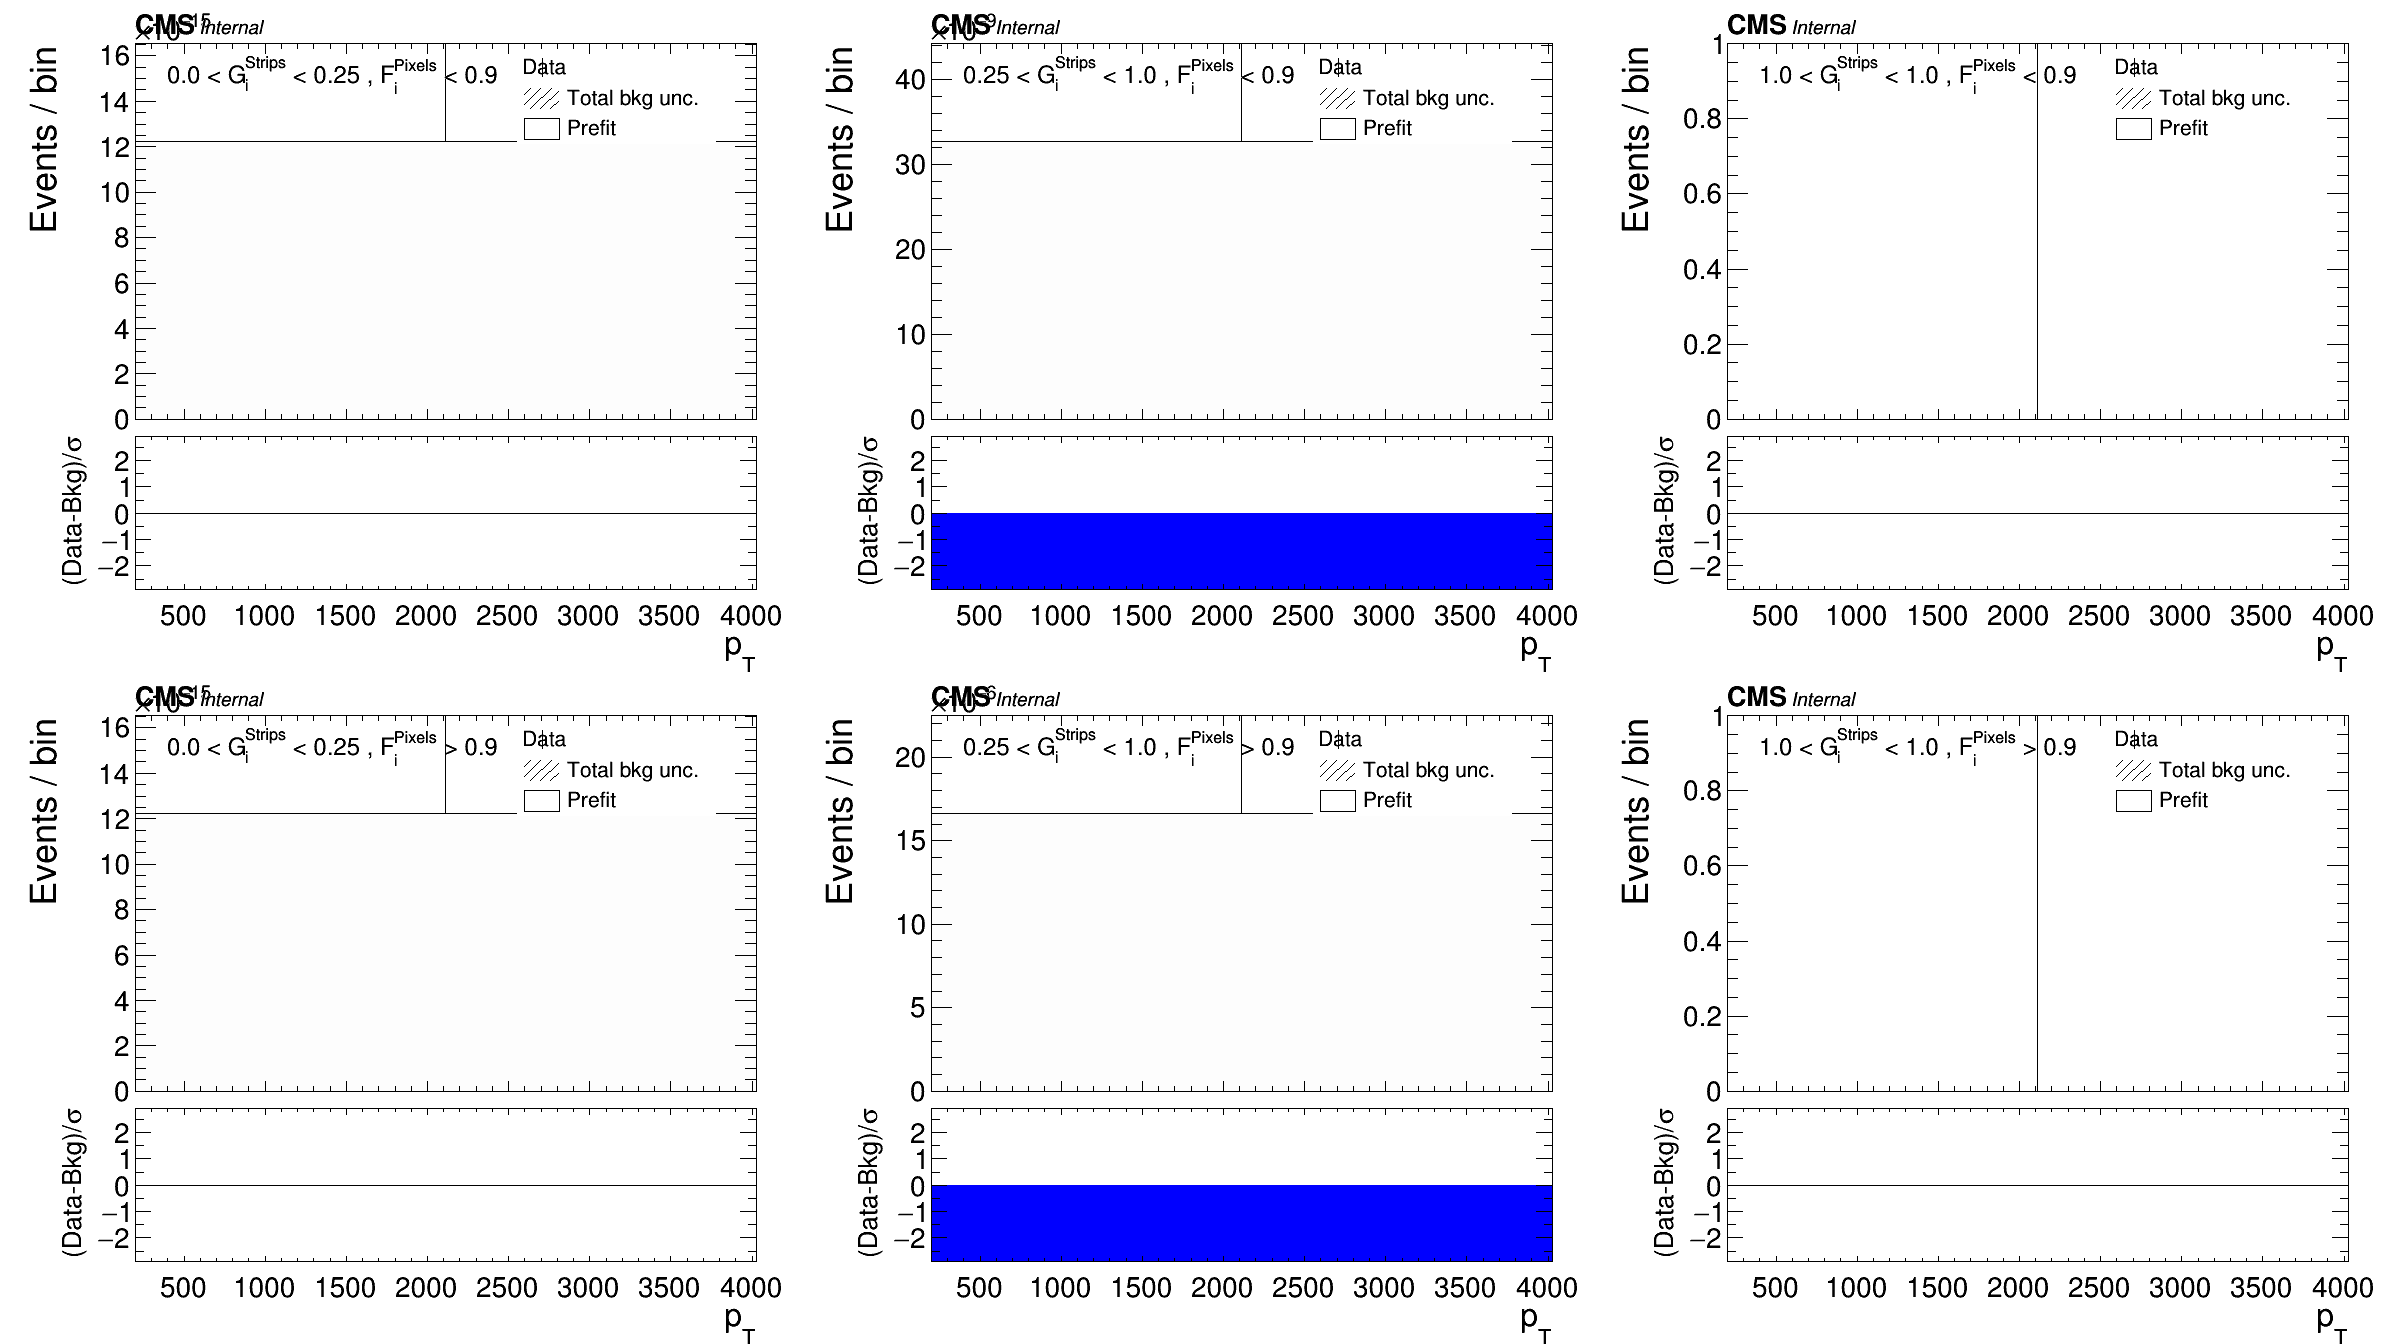 CMS Internal
×10^-15
Events / bin
0.0 < G_i^Strips < 0.25 , F_i^Pixels < 0.9
Data
Total bkg unc.
Prefit
16
14
12
10
8
6
4
2
0
(Data-Bkg)/σ
2
1
0
−1
−2
500 1000 1500 2000 2500 3000 3500 4000
p_T
CMS Internal
×10^-9
Events / bin
0.25 < G_i^Strips < 1.0 , F_i^Pixels < 0.9
Data
Total bkg unc.
Prefit
40
30
20
10
0
(Data-Bkg)/σ
2
1
0
−1
−2
500 1000 1500 2000 2500 3000 3500 4000
p_T
CMS Internal
Events / bin
1.0 < G_i^Strips < 1.0 , F_i^Pixels < 0.9
Data
Total bkg unc.
Prefit
1
0.8
0.6
0.4
0.2
0
(Data-Bkg)/σ
2
1
0
−1
−2
500 1000 1500 2000 2500 3000 3500 4000
p_T
CMS Internal
×10^-15
Events / bin
0.0 < G_i^Strips < 0.25 , F_i^Pixels > 0.9
Data
Total bkg unc.
Prefit
16
14
12
10
8
6
4
2
0
(Data-Bkg)/σ
2
1
0
−1
−2
500 1000 1500 2000 2500 3000 3500 4000
p_T
CMS Internal
×10^-6
Events / bin
0.25 < G_i^Strips < 1.0 , F_i^Pixels > 0.9
Data
Total bkg unc.
Prefit
20
15
10
5
0
(Data-Bkg)/σ
2
1
0
−1
−2
500 1000 1500 2000 2500 3000 3500 4000
p_T
CMS Internal
Events / bin
1.0 < G_i^Strips < 1.0 , F_i^Pixels > 0.9
Data
Total bkg unc.
Prefit
1
0.8
0.6
0.4
0.2
0
(Data-Bkg)/σ
2
1
0
−1
−2
500 1000 1500 2000 2500 3000 3500 4000
p_T